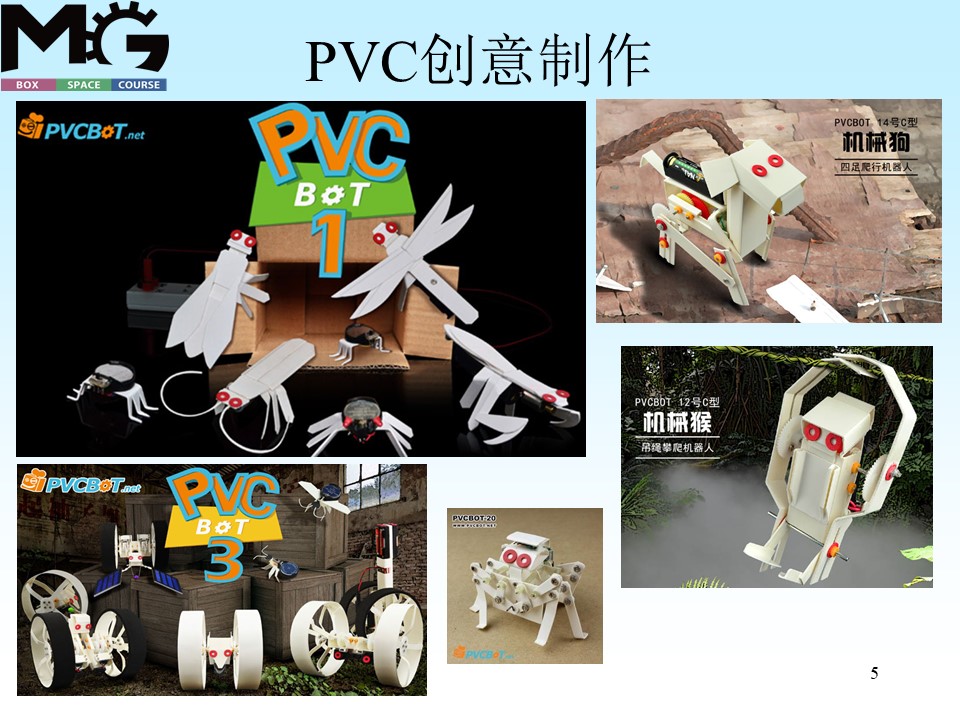 MG
BOX SPACE COURSE
PVC创意制作
PVCBOT.net
PVC
BOT
1
PVCBOT 14号C型
机械狗
四足爬行机器人
PVCBOT 12号C型
机械猴
吊绳攀爬机器人
PVCBOT.net
PVC
BOT
3
PVCBOT-20
WWW.PVCBOT.NET
PVCBOT.net
5